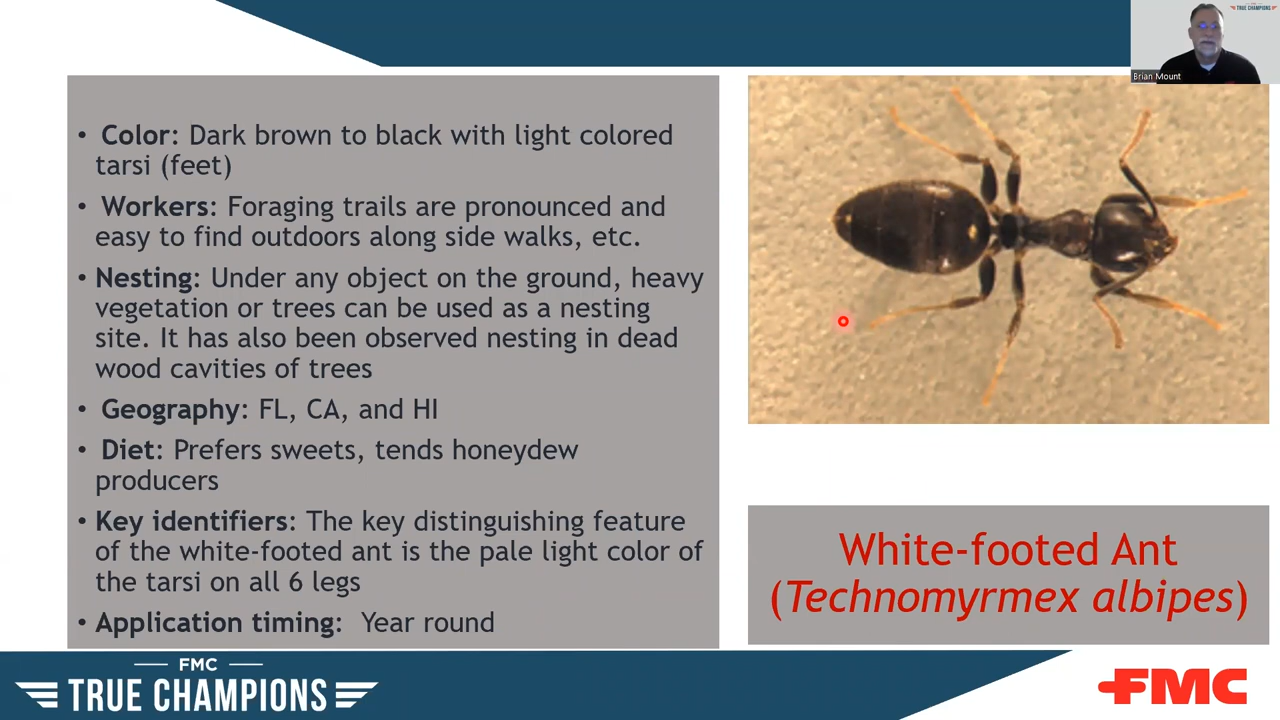 TRUE CHAMPIONS
Brian Mount
• Color: Dark brown to black with light colored
tarsi (feet)
• Workers: Foraging trails are pronounced and
easy to find outdoors along side walks, etc.
• Nesting: Under any object on the ground, heavy
vegetation or trees can be used as a nesting
site. It has also been observed nesting in dead
wood cavities of trees
• Geography: FL, CA, and HI
• Diet: Prefers sweets, tends honeydew
producers
• Key identifiers: The key distinguishing feature
of the white-footed ant is the pale light color of
the tarsi on all 6 legs
• Application timing: Year round
White-footed Ant
(Technomyrmex albipes)
FMC
TRUE CHAMPIONS
FMC